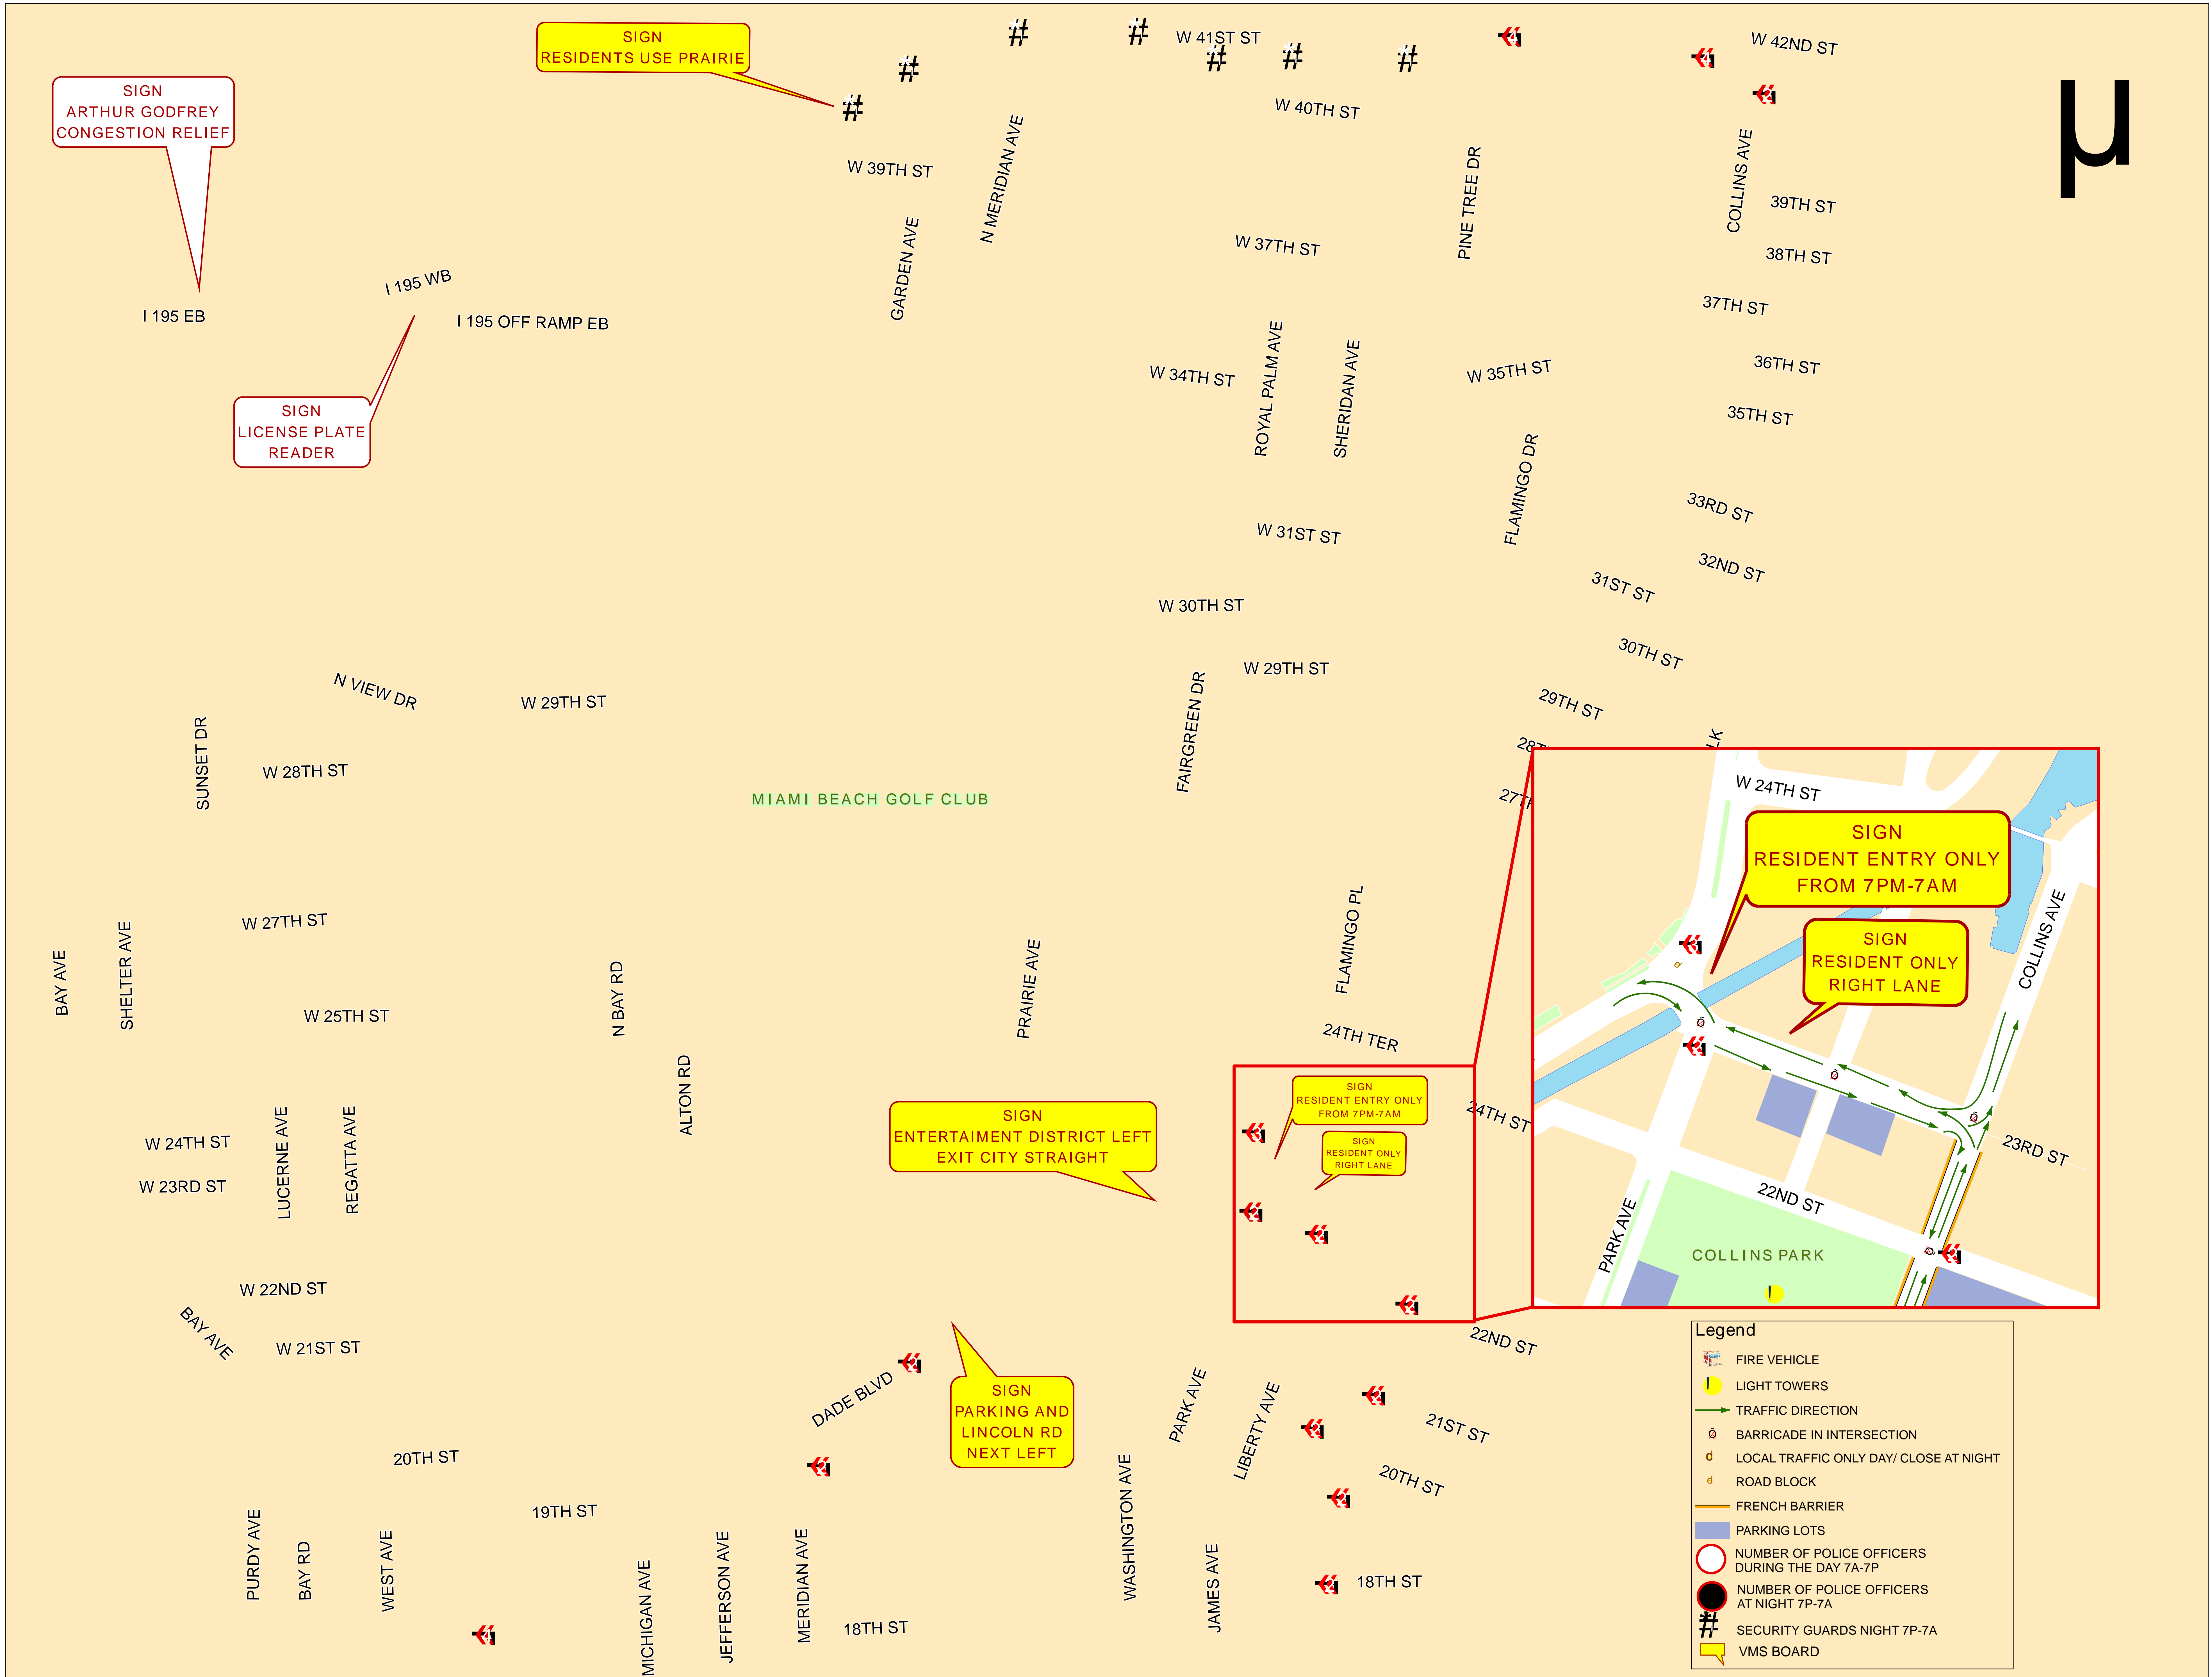 SIGN
RESIDENTS USE PRAIRIE
W 41ST ST
W 42ND ST
SIGN
ARTHUR GODFREY
CONGESTION RELIEF
µ
W 40TH ST
W 39TH ST
N MERIDIAN AVE
PINE TREE DR
COLLINS AVE
39TH ST
38TH ST
W 37TH ST
GARDEN AVE
I 195 WB
I 195 EB
I 195 OFF RAMP EB
37TH ST
36TH ST
35TH ST
W 34TH ST
ROYAL PALM AVE
SHERIDAN AVE
W 35TH ST
SIGN
LICENSE PLATE
READER
FLAMINGO DR
33RD ST
W 31ST ST
32ND ST
31ST ST
W 30TH ST
30TH ST
W 29TH ST
N VIEW DR
W 29TH ST
29TH ST
FAIRGREEN DR
SUNSET DR
W 28TH ST
MIAMI BEACH GOLF CLUB
LK
W 24TH ST
SIGN
RESIDENT ENTRY ONLY
FROM 7PM-7AM
SIGN
RESIDENT ONLY
RIGHT LANE
COLLINS AVE
23RD ST
22ND ST
PARK AVE
COLLINS PARK
3
2
2
W 27TH ST
BAY AVE
SHELTER AVE
N BAY RD
PRAIRIE AVE
FLAMINGO PL
W 25TH ST
24TH TER
ALTON RD
24TH ST
SIGN
RESIDENT ENTRY ONLY
FROM 7PM-7AM
SIGN
RESIDENT ONLY
RIGHT LANE
SIGN
ENTERTAIMENT DISTRICT LEFT
EXIT CITY STRAIGHT
W 24TH ST
W 23RD ST
LUCERNE AVE
REGATTA AVE
W 22ND ST
BAY AVE
W 21ST ST
22ND ST
DADE BLVD
SIGN
PARKING AND
LINCOLN RD
NEXT LEFT
PARK AVE
LIBERTY AVE
21ST ST
20TH ST
20TH ST
19TH ST
PURDY AVE
BAY RD
WEST AVE
MICHIGAN AVE
JEFFERSON AVE
MERIDIAN AVE
18TH ST
WASHINGTON AVE
JAMES AVE
18TH ST
Legend
FIRE VEHICLE
LIGHT TOWERS
TRAFFIC DIRECTION
BARRICADE IN INTERSECTION
LOCAL TRAFFIC ONLY DAY/ CLOSE AT NIGHT
ROAD BLOCK
FRENCH BARRIER
PARKING LOTS
NUMBER OF POLICE OFFICERS
DURING THE DAY 7A-7P
NUMBER OF POLICE OFFICERS
AT NIGHT 7P-7A
# SECURITY GUARDS NIGHT 7P-7A
VMS BOARD